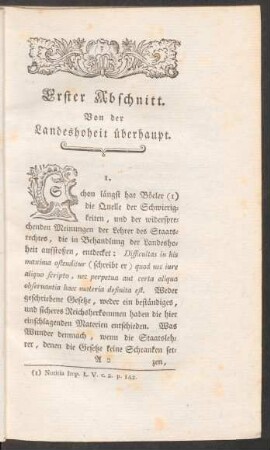 Erster Abschnitt.
Von der
Landeshoheit überhaupt.
1.
Schon längst hat Böcler (1)
die Quelle der Schwierig-
keiten, und der widerspre-
chenden Meinungen der Lehrer des Staats-
rechtes, die in Behandlung der Landesho-
heit aufstoßen, entdecket: Difficultas in his
maxima ostenditur (schreibt er) quod nec iure
aliquo scripto, nec perpetua aut certa aliqua
observantia haec materia definita est. Weder
geschriebene Gesetze, weder ein beständiges,
und sicheres Reichsherkommen haben die hier
einschlagenden Materien entschieden. Was
Wunder demnach, wenn die Staatsleh-
rer, denen die Gesetze keine Schranken set-
A 2 zen,
(1) Notitia Imp. L. V. c. 2. p.